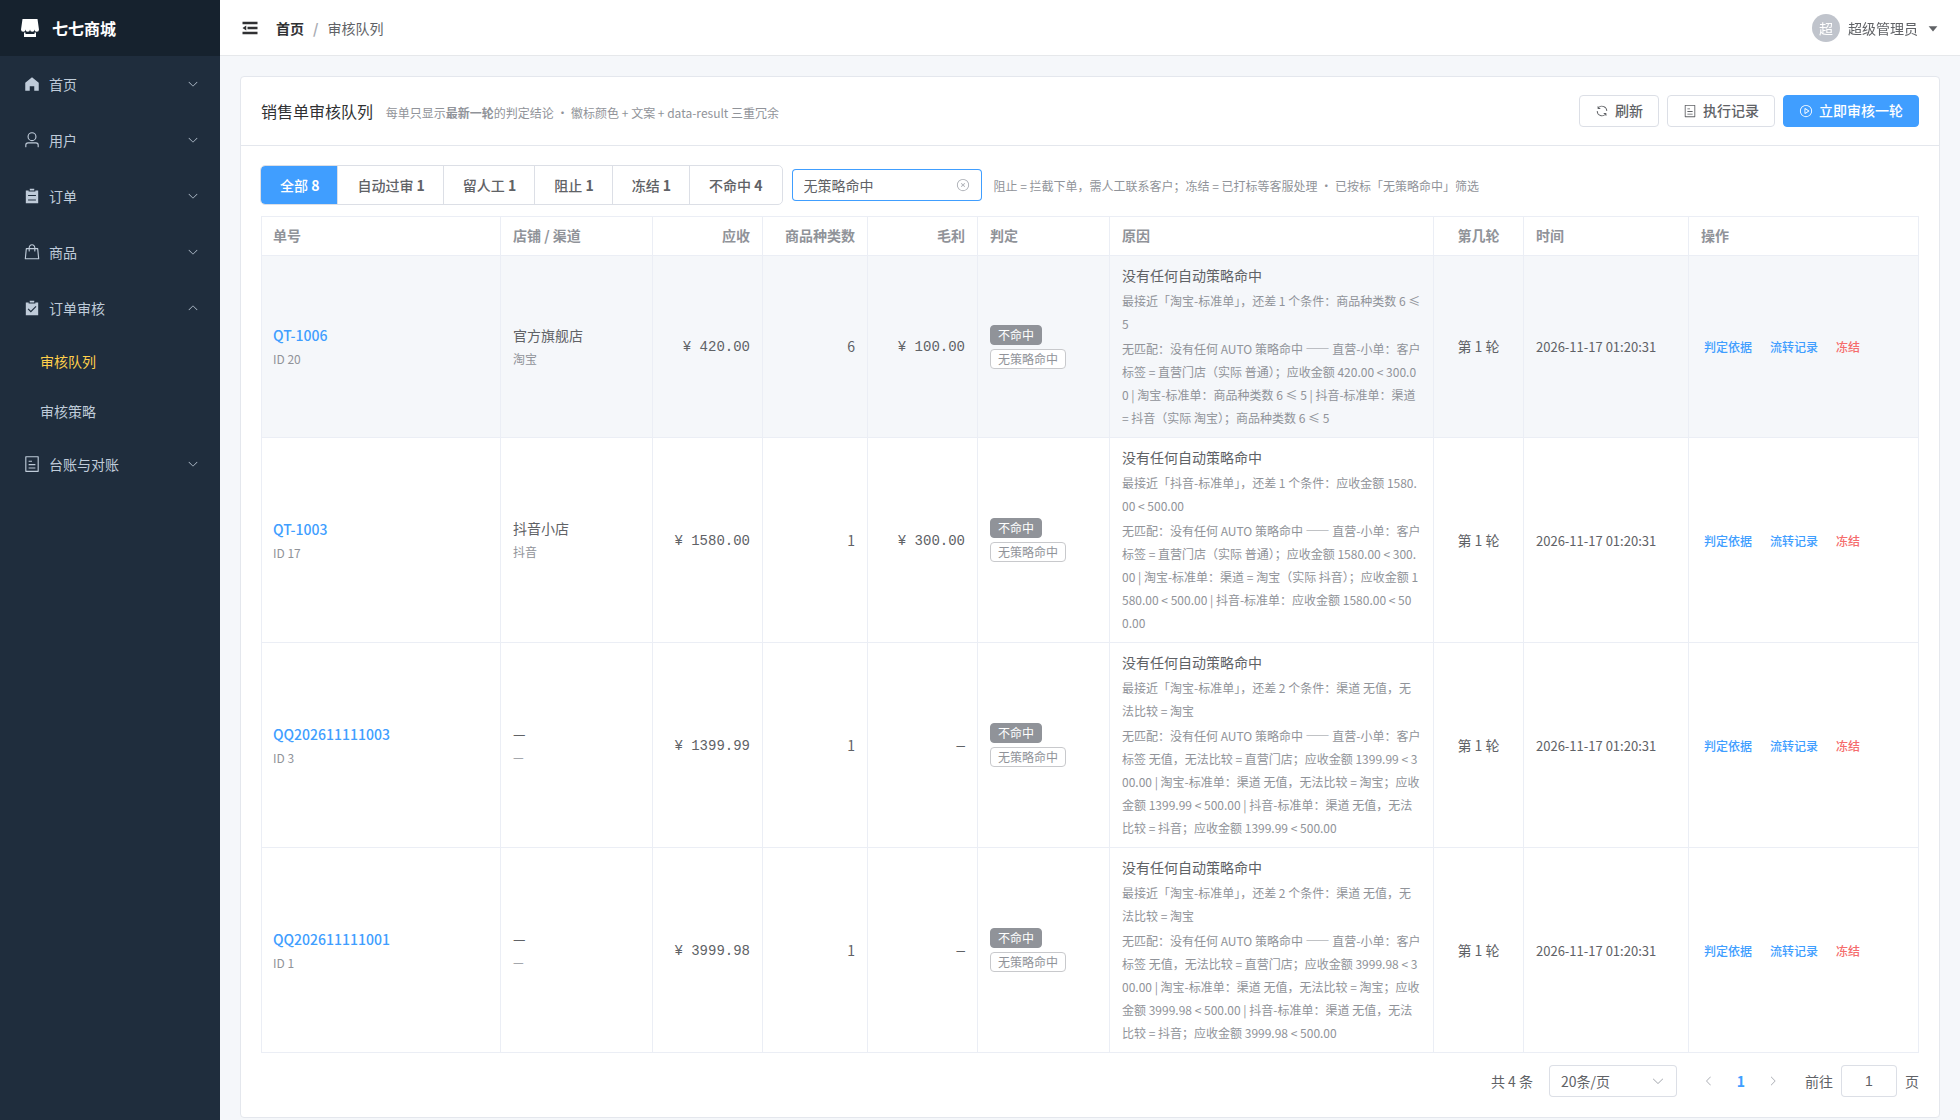 七七商城
首页
用户
订单
商品
订单审核
审核队列
审核策略
台账与对账
首页 / 审核队列
超 超级管理员
销售单审核队列 每单只显示最新一轮的判定结论 · 徽标颜色 + 文案 + data-result 三重冗余
刷新 执行记录 立即审核一轮
全部 8 自动过审 1 留人工 1 阻止 1 冻结 1 不命中 4 无策略命中 阻止 = 拦截下单，需人工联系客户；冻结 = 已打标等客服处理 · 已按标「无策略命中」筛选
单号 店铺 / 渠道 应收 商品种类数 毛利 判定 原因 第几轮 时间 操作
QT-1006
ID 20
官方旗舰店
淘宝
¥ 420.00
6
¥ 100.00
不命中
无策略命中
没有任何自动策略命中
最接近「淘宝-标准单」，还差 1 个条件：商品种类数 6 ≤
5
无匹配：没有任何 AUTO 策略命中 —— 直营-小单：客户
标签 = 直营门店（实际 普通）；应收金额 420.00 < 300.0
0 | 淘宝-标准单：商品种类数 6 ≤ 5 | 抖音-标准单：渠道
= 抖音（实际 淘宝）；商品种类数 6 ≤ 5
第 1 轮
2026-11-17 01:20:31
判定依据 流转记录 冻结
QT-1003
ID 17
抖音小店
抖音
¥ 1580.00
1
¥ 300.00
不命中
无策略命中
没有任何自动策略命中
最接近「抖音-标准单」，还差 1 个条件：应收金额 1580.
00 < 500.00
无匹配：没有任何 AUTO 策略命中 —— 直营-小单：客户
标签 = 直营门店（实际 普通）；应收金额 1580.00 < 300.
00 | 淘宝-标准单：渠道 = 淘宝（实际 抖音）；应收金额 1
580.00 < 500.00 | 抖音-标准单：应收金额 1580.00 < 50
0.00
第 1 轮
2026-11-17 01:20:31
判定依据 流转记录 冻结
QQ202611111003
ID 3
—
—
¥ 1399.99
1
—
不命中
无策略命中
没有任何自动策略命中
最接近「淘宝-标准单」，还差 2 个条件：渠道 无值，无
法比较 = 淘宝
无匹配：没有任何 AUTO 策略命中 —— 直营-小单：客户
标签 无值，无法比较 = 直营门店；应收金额 1399.99 < 3
00.00 | 淘宝-标准单：渠道 无值，无法比较 = 淘宝；应收
金额 1399.99 < 500.00 | 抖音-标准单：渠道 无值，无法
比较 = 抖音；应收金额 1399.99 < 500.00
第 1 轮
2026-11-17 01:20:31
判定依据 流转记录 冻结
QQ202611111001
ID 1
—
—
¥ 3999.98
1
—
不命中
无策略命中
没有任何自动策略命中
最接近「淘宝-标准单」，还差 2 个条件：渠道 无值，无
法比较 = 淘宝
无匹配：没有任何 AUTO 策略命中 —— 直营-小单：客户
标签 无值，无法比较 = 直营门店；应收金额 3999.98 < 3
00.00 | 淘宝-标准单：渠道 无值，无法比较 = 淘宝；应收
金额 3999.98 < 500.00 | 抖音-标准单：渠道 无值，无法
比较 = 抖音；应收金额 3999.98 < 500.00
第 1 轮
2026-11-17 01:20:31
判定依据 流转记录 冻结
共 4 条 20条/页 1 前往 1 页